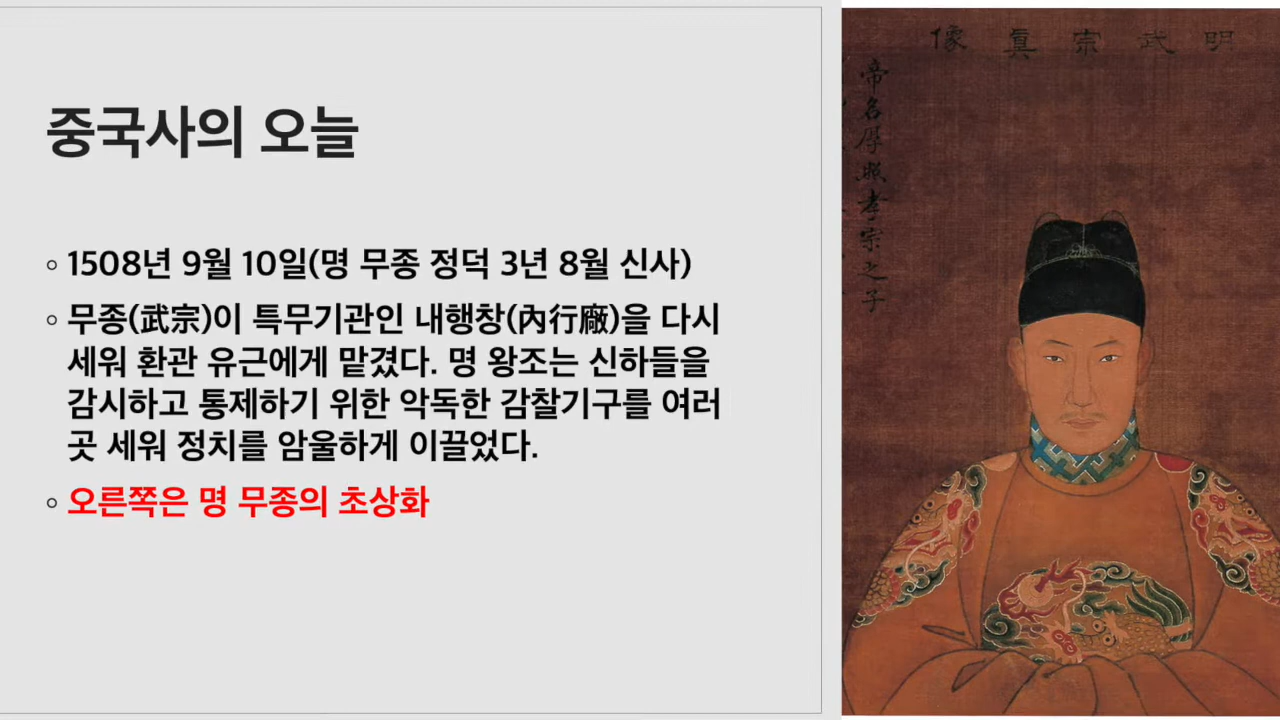 중국사의 오늘
◦ 1508년 9월 10일(명 무종 정덕 3년 8월 신사)
◦ 무종(武宗)이 특무기관인 내행창(內行廠)을 다시
세워 환관 유근에게 맡겼다. 명 왕조는 신하들을
감시하고 통제하기 위한 악독한 감찰기구를 여러
곳 세워 정치를 암울하게 이끌었다.
◦ 오른쪽은 명 무종의 초상화
明武宗眞像
帝名厚照孝宗之子